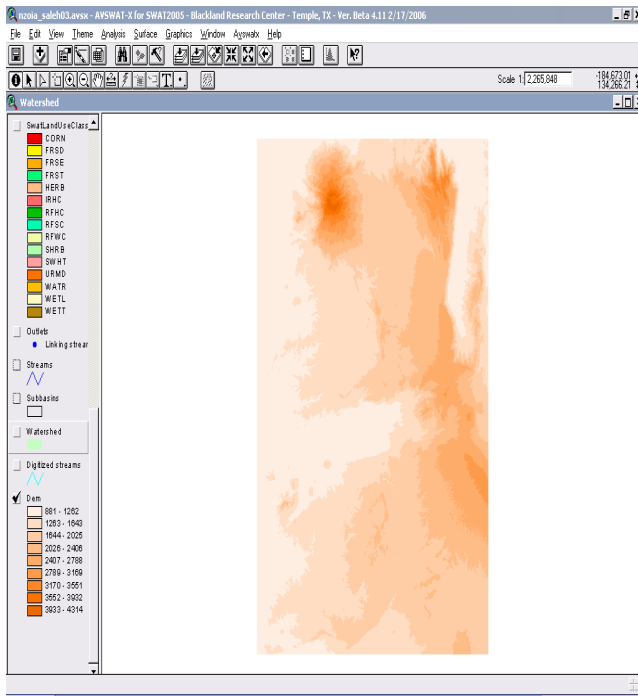 nzoia_saleh03.avsx - AVSWAT-X for SWAT2005 - Blackland Research Center - Temple, TX - Ver. Beta 4.11 2/17/2006
File Edit View Theme Analysis Surface Graphics Window Avswatx Help
Scale 1: 2,265,848
-184,673.01
134,266.21
Watershed
SwatLandUseClass
CORN
FRSD
FRSE
FRST
HERB
IRHC
RFHC
RFSC
RFWC
SHRB
SWHT
URMD
WATR
WETL
WETT
Outlets
Linking strear
Streams
Subbasins
Watershed
Digitized streams
Dem
881 - 1262
1263 - 1643
1644 - 2025
2026 - 2406
2407 - 2788
2789 - 3169
3170 - 3551
3552 - 3932
3933 - 4314